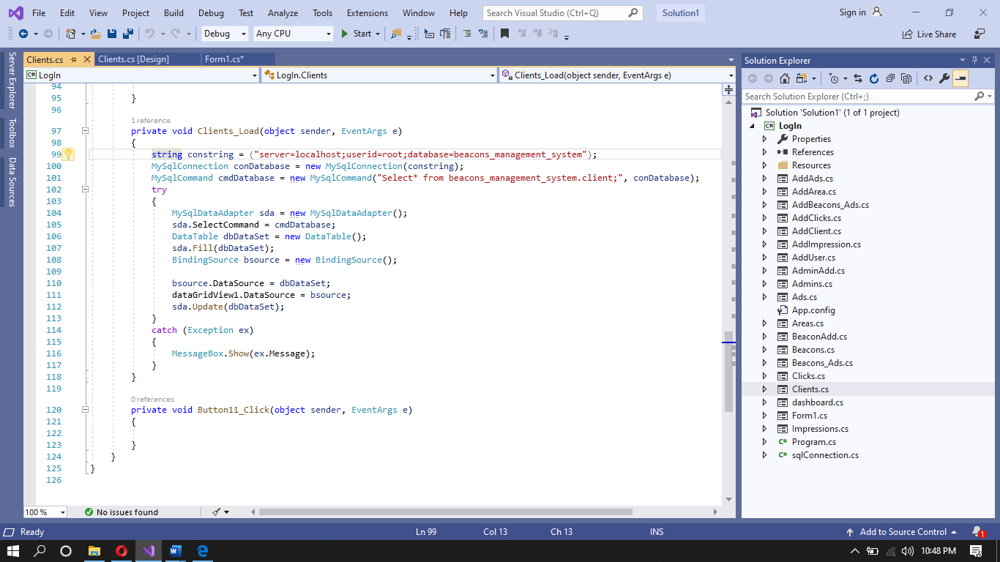 File Edit View Project Build Debug Test Analyze Tools Extensions Window Help Search Visual Studio (Ctrl+Q) Solution1 Sign in
Debug Any CPU Start Live Share
Server Explorer
Toolbox
Data Sources
Clients.cs Clients.cs [Design] Form1.cs*
C# LogIn LogIn.Clients Clients_Load(object sender, EventArgs e)
94
95 }
96
1 reference
97 private void Clients_Load(object sender, EventArgs e)
98 {
99 string constring = ("server=localhost;userid=root;database=beacons_management_system");
100 MySqlConnection conDatabase = new MySqlConnection(constring);
101 MySqlCommand cmdDatabase = new MySqlCommand("Select* from beacons_management_system.client;", conDatabase);
102 try
103 {
104 MySqlDataAdapter sda = new MySqlDataAdapter();
105 sda.SelectCommand = cmdDatabase;
106 DataTable dbDataSet = new DataTable();
107 sda.Fill(dbDataSet);
108 BindingSource bsource = new BindingSource();
109
110 bsource.DataSource = dbDataSet;
111 dataGridView1.DataSource = bsource;
112 sda.Update(dbDataSet);
113 }
114 catch (Exception ex)
115 {
116 MessageBox.Show(ex.Message);
117 }
118 }
119
0 references
120 private void Button11_Click(object sender, EventArgs e)
121 {
122
123 }
124 }
125 }
126
100 % No issues found
Solution Explorer
Search Solution Explorer (Ctrl+;)
Solution 'Solution1' (1 of 1 project)
C# LogIn
Properties
References
Resources
AddAds.cs
AddArea.cs
AddBeacons_Ads.cs
AddClicks.cs
AddClient.cs
AddImpression.cs
AddUser.cs
AdminAdd.cs
Admins.cs
Ads.cs
App.config
Areas.cs
BeaconAdd.cs
Beacons.cs
Beacons_Ads.cs
Clicks.cs
Clients.cs
dashboard.cs
Form1.cs
Impressions.cs
C# Program.cs
C# sqlConnection.cs
Ready Ln 99 Col 13 Ch 13 INS Add to Source Control 1
10:48 PM